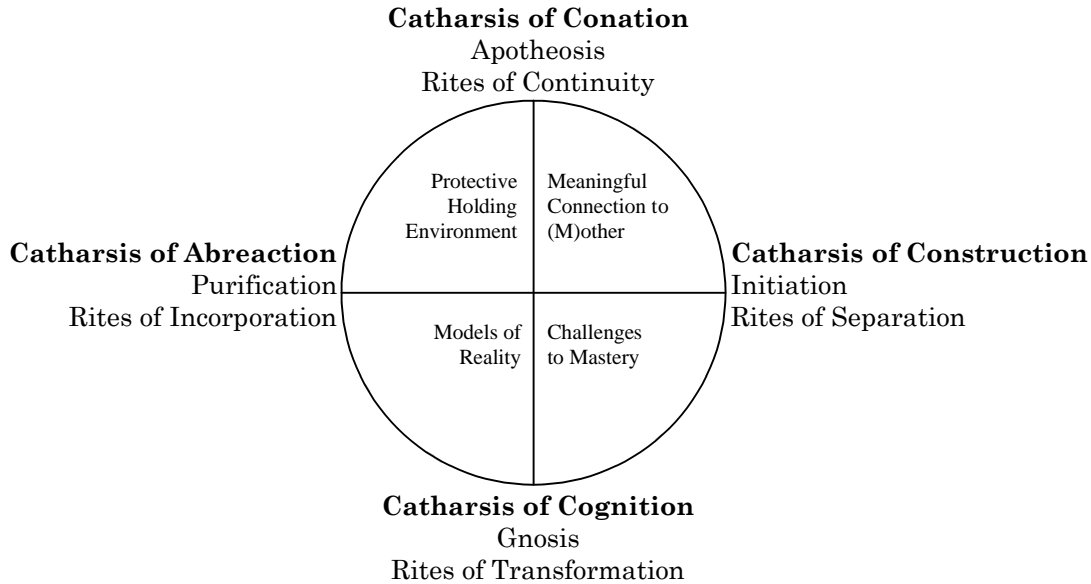 Catharsis of Conation
Apotheosis
Rites of Continuity
Protective
Holding
Environment
Meaningful
Connection to
(M)other
Catharsis of Abreaction
Purification
Rites of Incorporation
Catharsis of Construction
Initiation
Rites of Separation
Models of
Reality
Challenges
to Mastery
Catharsis of Cognition
Gnosis
Rites of Transformation